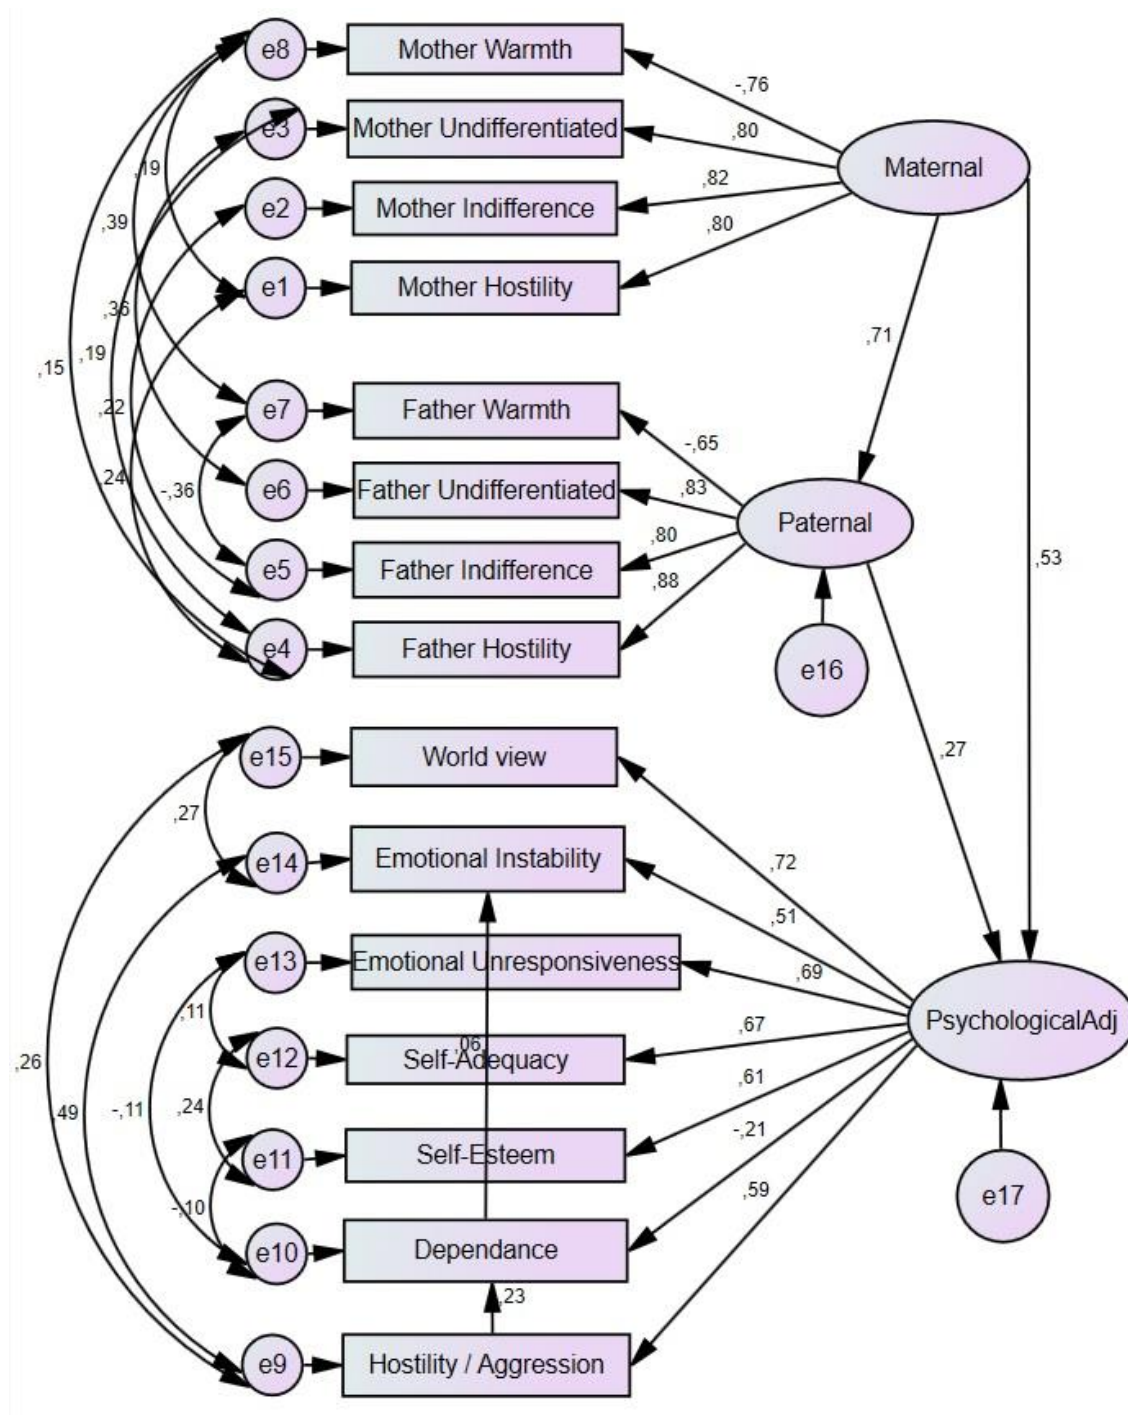 e8
Mother Warmth
-,76
e3
Mother Undifferentiated
,80
Maternal
,19
e2
Mother Indifference
,82
,39
e1
Mother Hostility
,80
,36
,71
,15
,19
,22
e7
Father Warmth
-,65
,24
-,36
e6
Father Undifferentiated
,83
Paternal
e5
Father Indifference
,80
,53
,88
e4
Father Hostility
e16
e15
World view
,27
,27
e14
Emotional Instability
,72
,51
e13
Emotional Unresponsiveness
,69
,11
PsychologicalAdj
e12
Self-Adequacy
,06
,67
,26
,49
-,11
,24
,61
e11
Self-Esteem
-,21
-,10
,59
e17
e10
Dependance
,23
e9
Hostility / Aggression